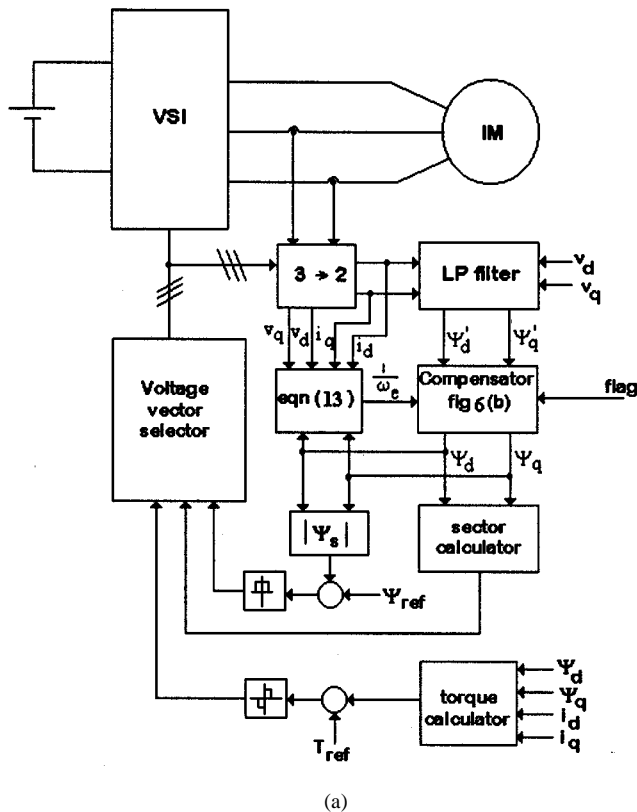 VSI
IM
3 → 2
LP filter
v_d
v_q
v_q v_d i_q i_d
Ψ'_d Ψ'_q
Voltage
vector
selector
eqn (13)
1/ω_e
Compensator
fig 6(b)
flag
Ψ_d Ψ_q
|Ψ_s|
sector
calculator
Ψ_ref
torque
calculator
Ψ_d
Ψ_q
i_d
i_q
T_ref
(a)